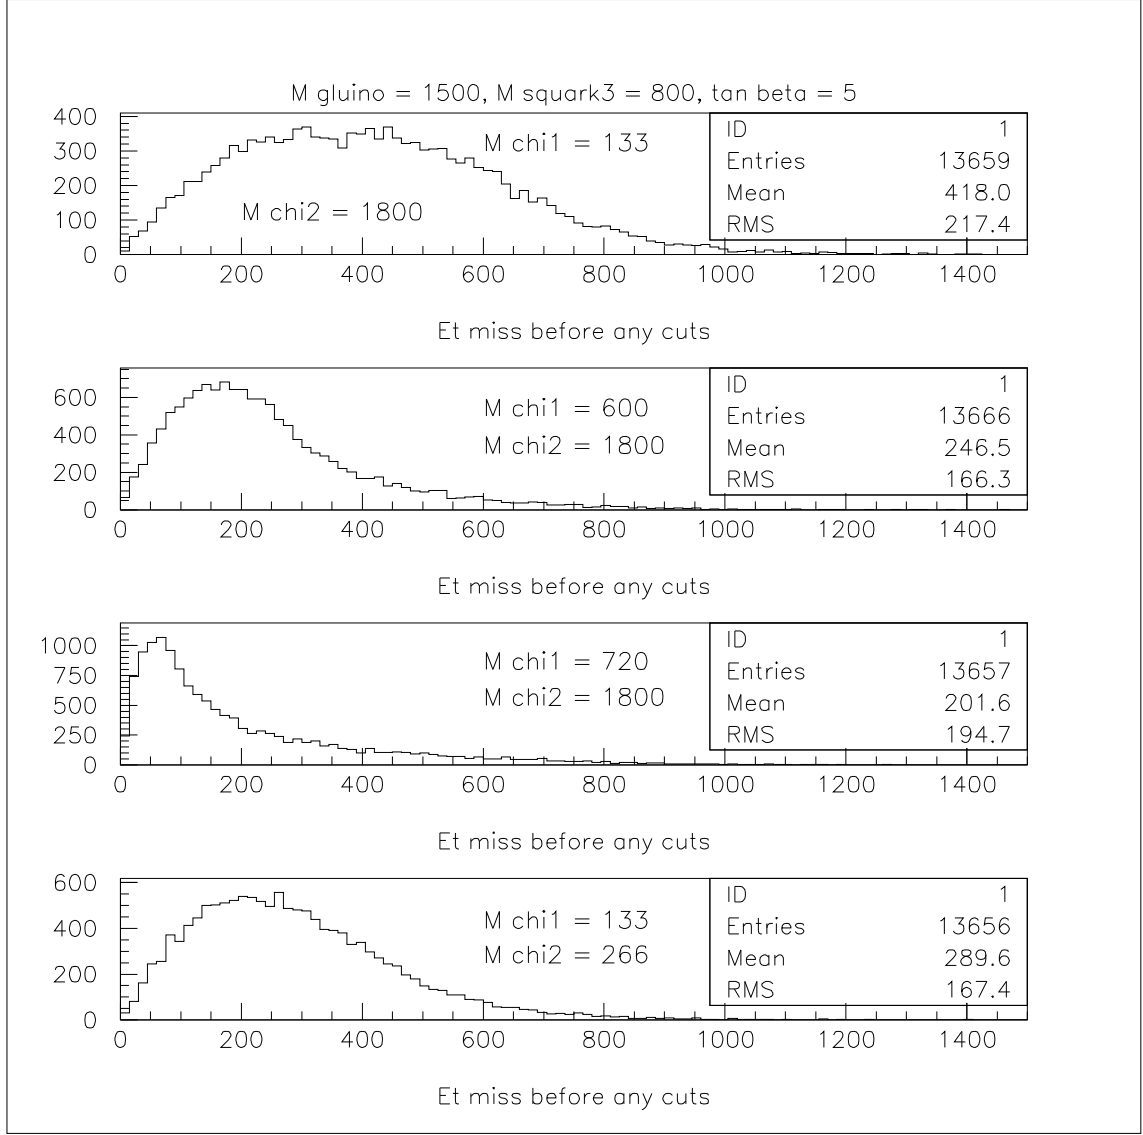 M gluino = 1500, M squark3 = 800, tan beta = 5
400
300
200
100
0
M chi1 = 133
M chi2 = 1800
ID 1
Entries 13659
Mean 418.0
RMS 217.4
0 200 400 600 800 1000 1200 1400
Et miss before any cuts
600
400
200
0
M chi1 = 600
M chi2 = 1800
ID 1
Entries 13666
Mean 246.5
RMS 166.3
0 200 400 600 800 1000 1200 1400
Et miss before any cuts
1000
750
500
250
0
M chi1 = 720
M chi2 = 1800
ID 1
Entries 13657
Mean 201.6
RMS 194.7
0 200 400 600 800 1000 1200 1400
Et miss before any cuts
600
400
200
0
M chi1 = 133
M chi2 = 266
ID 1
Entries 13656
Mean 289.6
RMS 167.4
0 200 400 600 800 1000 1200 1400
Et miss before any cuts